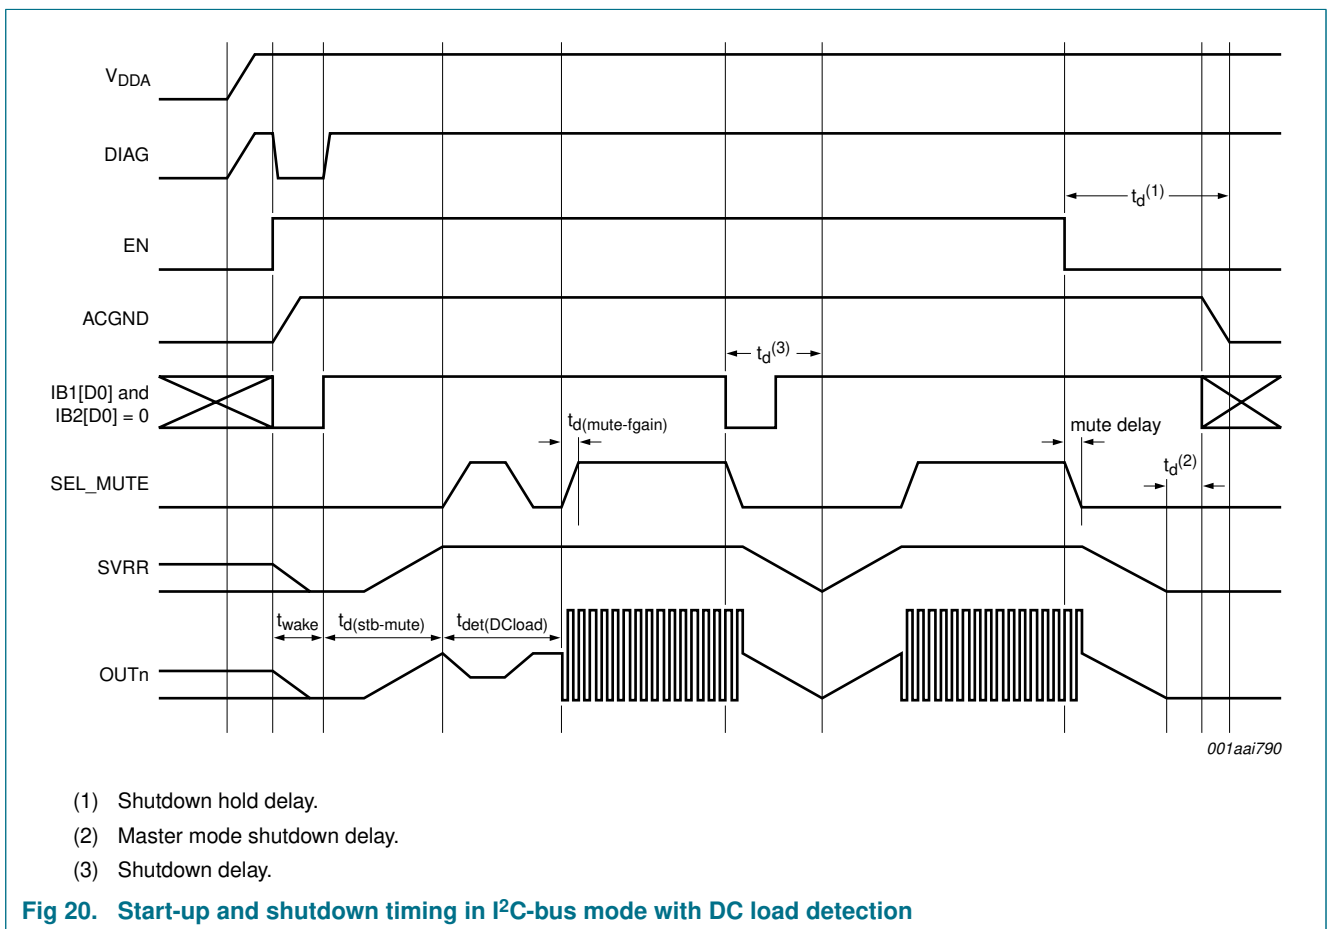 VDDA
DIAG
td(1)
EN
ACGND
td(3)
IB1[D0] and
IB2[D0] = 0
td(mute-fgain)
mute delay
td(2)
SEL_MUTE
SVRR
twake
td(stb-mute)
tdet(DCload)
OUTn
001aai790
(1) Shutdown hold delay.
(2) Master mode shutdown delay.
(3) Shutdown delay.
Fig 20. Start-up and shutdown timing in I²C-bus mode with DC load detection